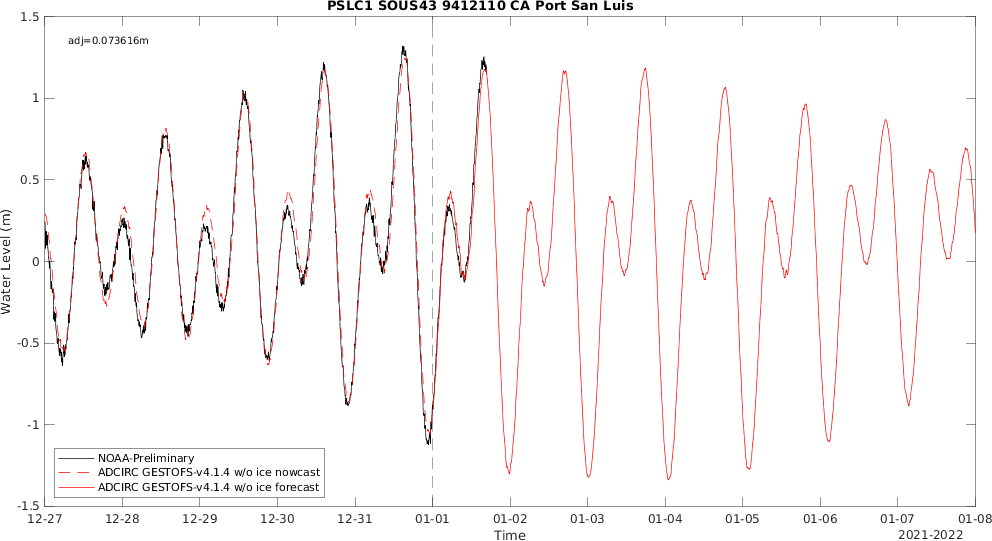 PSLC1 SOUS43 9412110 CA Port San Luis
adj=0.073616m
1.5
1
0.5
0
-0.5
-1
-1.5
Water Level (m)
NOAA-Preliminary
ADCIRC GESTOFS-v4.1.4 w/o ice nowcast
ADCIRC GESTOFS-v4.1.4 w/o ice forecast
12-27 12-28 12-29 12-30 12-31 01-01 01-02 01-03 01-04 01-05 01-06 01-07 01-08
Time
2021-2022